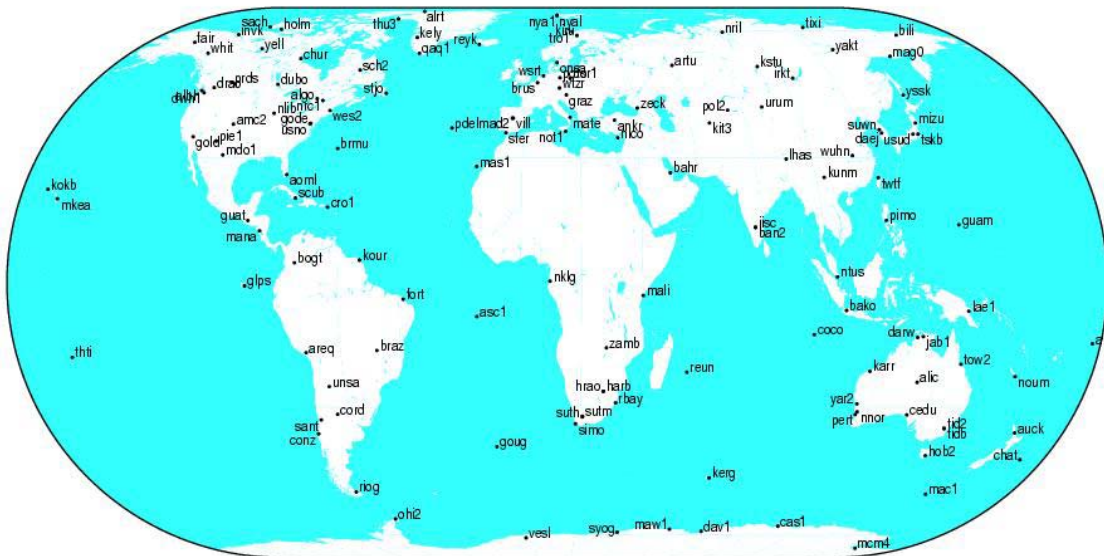 alrt
sach
holm
thu3
nya1
nyal
invk
kely
tro1
nril
tixi
bili
fair
reyk
whit
yell
qaq1
yakt
mag0
chur
onsa
artu
kstu
irkt
sch2
wsrt
brus
wtzr
drao
prds
dubo
stjo
algo
graz
zeck
pol2
urum
yssk
nlib
wes2
amc2
gode
usno
pdel
mad2
vill
mate
ankr
nico
kit3
suwn
mizu
gold
pie1
sfer
not1
daej
usud
tskb
mdo1
brmu
mas1
lhas
wuhn
bahr
kunm
twtf
kokb
aoml
mkea
scub
cro1
guat
pimo
guam
mana
iisc
ban2
bogt
kour
glps
nklg
ntus
mali
fort
bako
lae1
asc1
coco
darw
jab1
a
thti
areq
braz
zamb
tow2
reun
karr
unsa
hrao
harb
alic
noum
rbay
yar2
cord
suth
sutm
pert
nnor
cedu
sant
simo
tid2
tidb
auck
conz
goug
hob2
chat
kerg
riog
mac1
ohi2
vesl
syog
maw1
dav1
cas1
mcm4